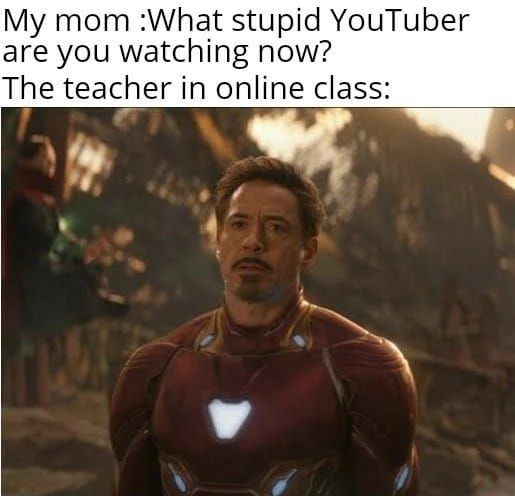 My mom :What stupid YouTuber
are you watching now?
The teacher in online class: